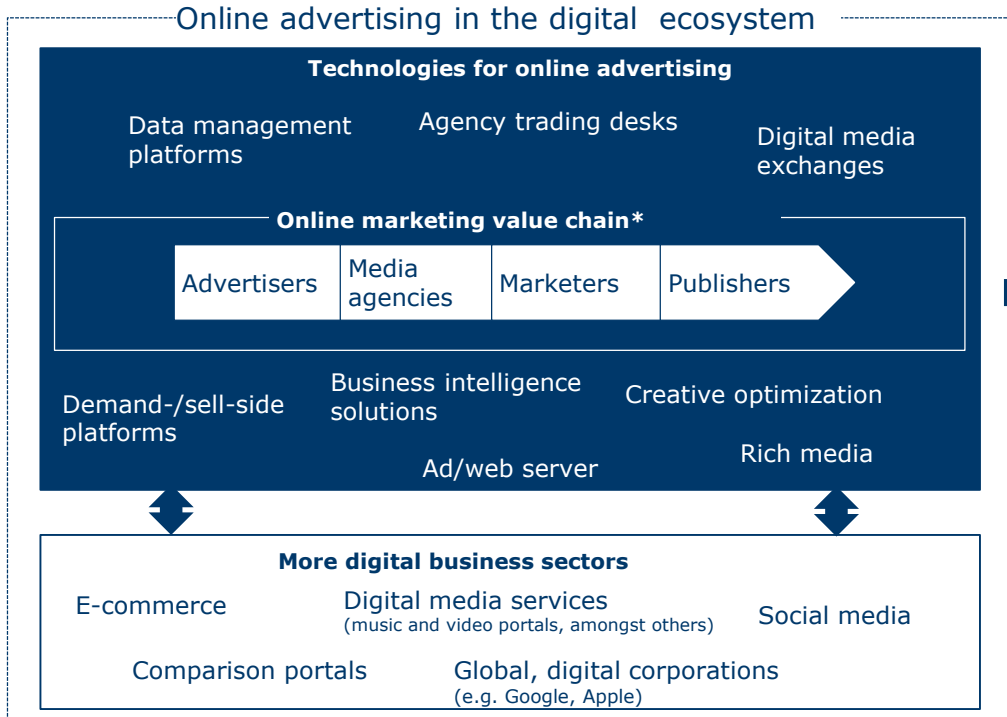 Online advertising in the digital ecosystem
Technologies for online advertising
Data management
platforms
Agency trading desks
Digital media
exchanges
Online marketing value chain*
Advertisers
Media
agencies
Marketers
Publishers
Demand-/sell-side
platforms
Business intelligence
solutions
Creative optimization
Ad/web server
Rich media
More digital business sectors
E-commerce
Digital media services
(music and video portals, amongst others)
Social media
Comparison portals
Global, digital corporations
(e.g. Google, Apple)